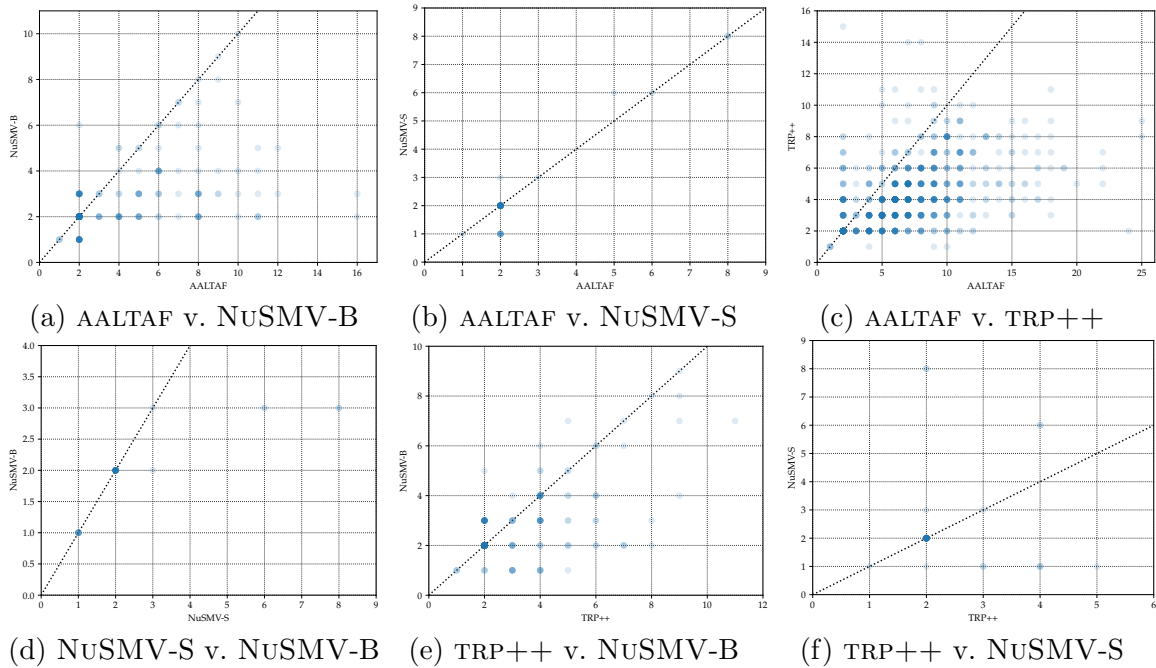 10
8
6
4
2
0
NuSMV-B
0 2 4 6 8 10 12 14 16
AALTAF
(a) AALTAF v. NUSMV-B
9
8
7
6
5
4
3
2
1
0
NuSMV-S
0 1 2 3 4 5 6 7 8 9
AALTAF
(b) AALTAF v. NUSMV-S
16
14
12
10
8
6
4
2
0
TRP++
0 5 10 15 20 25
AALTAF
(c) AALTAF v. TRP++
4.0
3.5
3.0
2.5
2.0
1.5
1.0
0.5
0.0
NuSMV-B
0 1 2 3 4 5 6 7 8 9
NuSMV-S
(d) NUSMV-S v. NUSMV-B
10
8
6
4
2
0
NuSMV-B
0 2 4 6 8 10 12
TRP++
(e) TRP++ v. NUSMV-B
9
8
7
6
5
4
3
2
1
0
NuSMV-S
0 1 2 3 4 5 6
TRP++
(f) TRP++ v. NUSMV-S